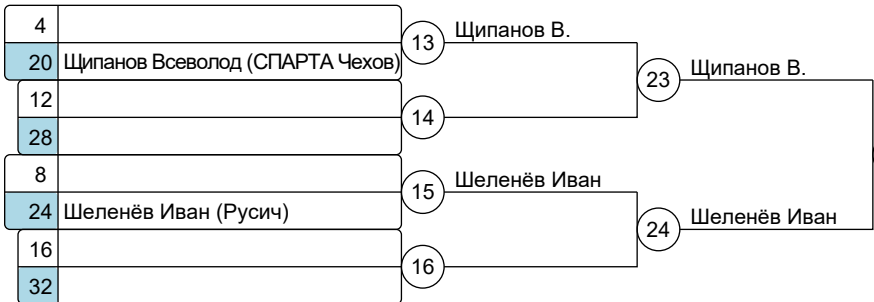 4
13
Щипанов В.
20 Щипанов Всеволод (СПАРТА Чехов)
23
Щипанов В.
12
14
28
8
15
Шеленёв Иван
24 Шеленёв Иван (Русич)
24
Шеленёв Иван
16
16
32